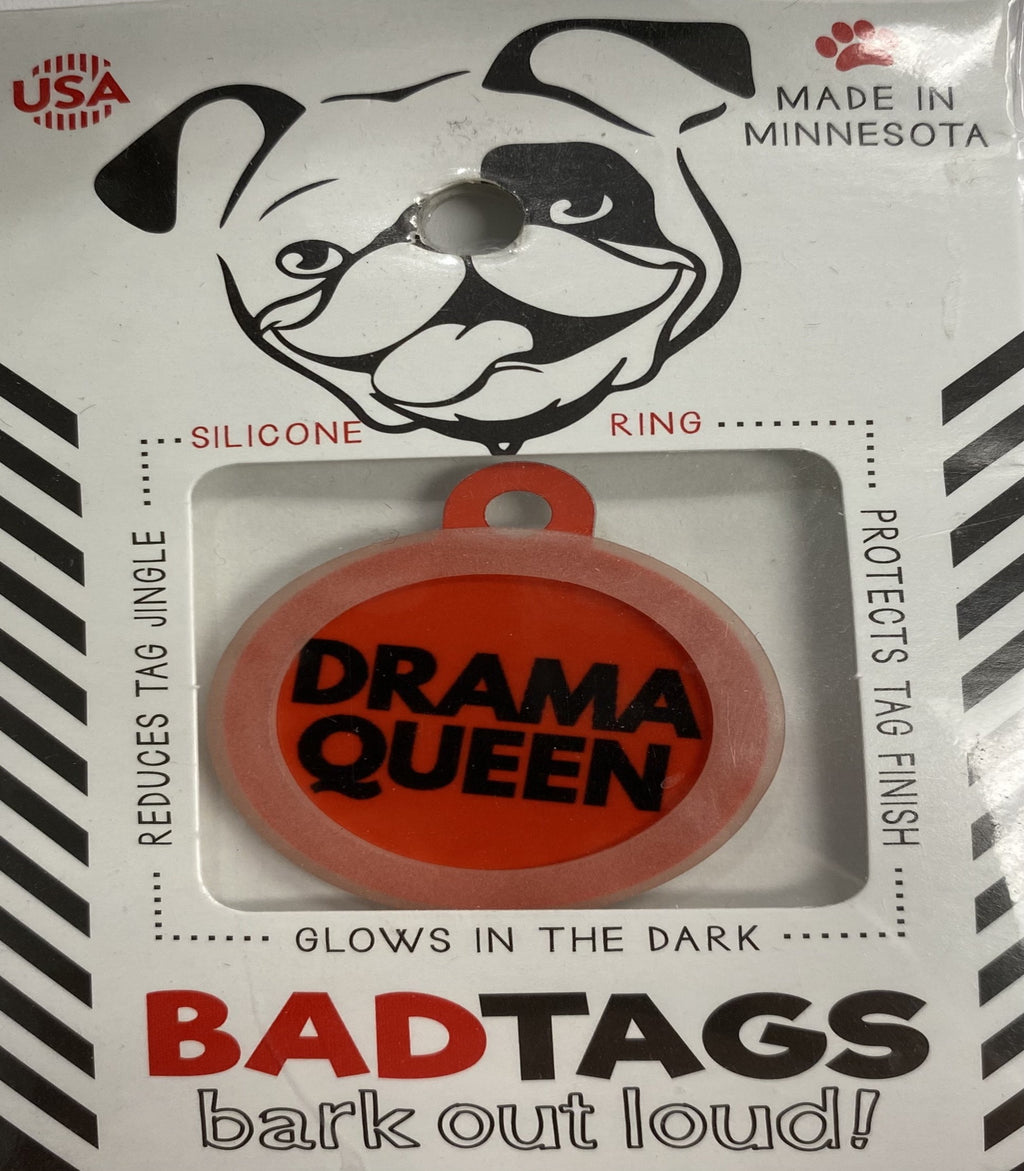 USA
MADE IN
MINNESOTA
SILICONE RING
REDUCES TAG JINGLE
PROTECTS TAG FINISH
DRAMA
QUEEN
GLOWS IN THE DARK
BADTAGS
bark out loud!